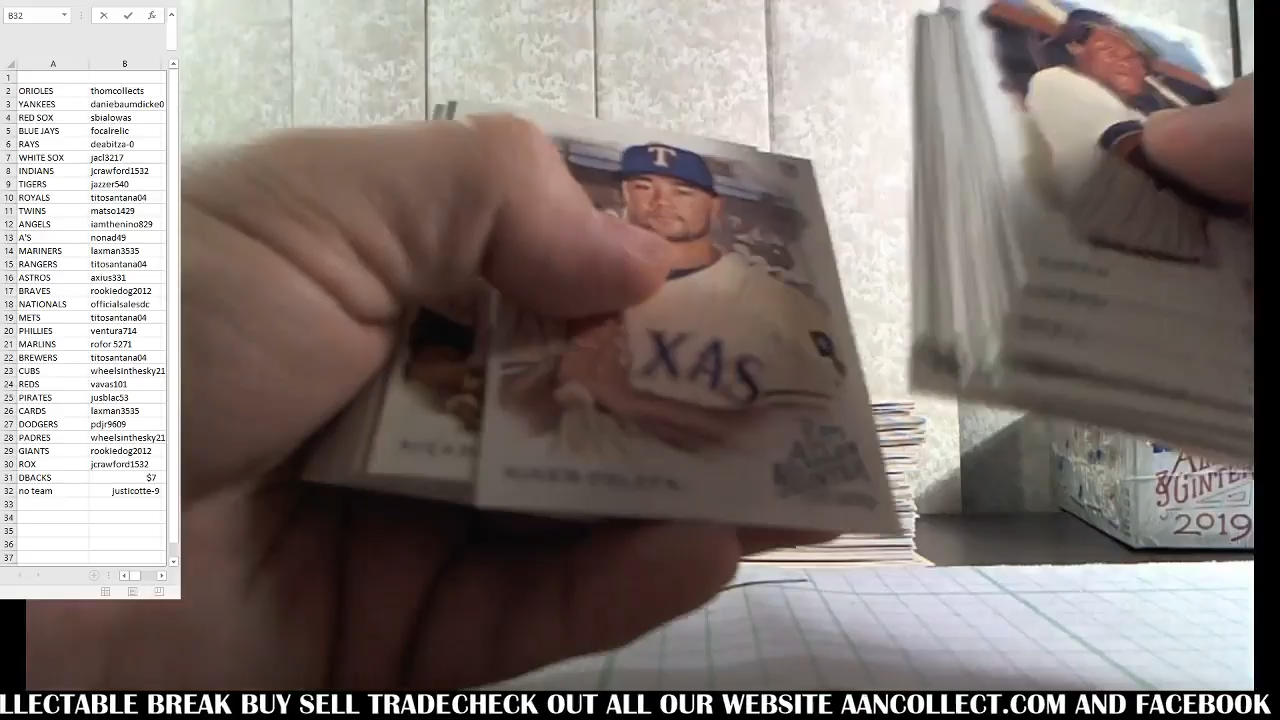 B32
A B
1
2 ORIOLES thomcollects
3 YANKEES daniebaumdicke0
4 RED SOX sbialowas
5 BLUE JAYS focalrelic
6 RAYS deabitza-0
7 WHITE SOX jacl3217
8 INDIANS jcrawford1532
9 TIGERS jazzer540
10 ROYALS titosantana04
11 TWINS matso1429
12 ANGELS iamthenino829
13 A'S nonad49
14 MARINERS laxman3535
15 RANGERS titosantana04
16 ASTROS axius331
17 BRAVES rookiedog2012
18 NATIONALS officialsalesdc
19 METS titosantana04
20 PHILLIES ventura714
21 MARLINS rofor 5271
22 BREWERS titosantana04
23 CUBS wheelsinthesky21
24 REDS vavas101
25 PIRATES jusblac53
26 CARDS laxman3535
27 DODGERS pdjr9609
28 PADRES wheelsinthesky21
29 GIANTS rookiedog2012
30 ROX jcrawford1532
31 DBACKS $7
32 no team justicotte-9
33
34
35
36
37
T
XAS
& GINTER
2019
LLECTABLE BREAK BUY SELL TRADECHECK OUT ALL OUR WEBSITE AANCOLLECT.COM AND FACEBOOK